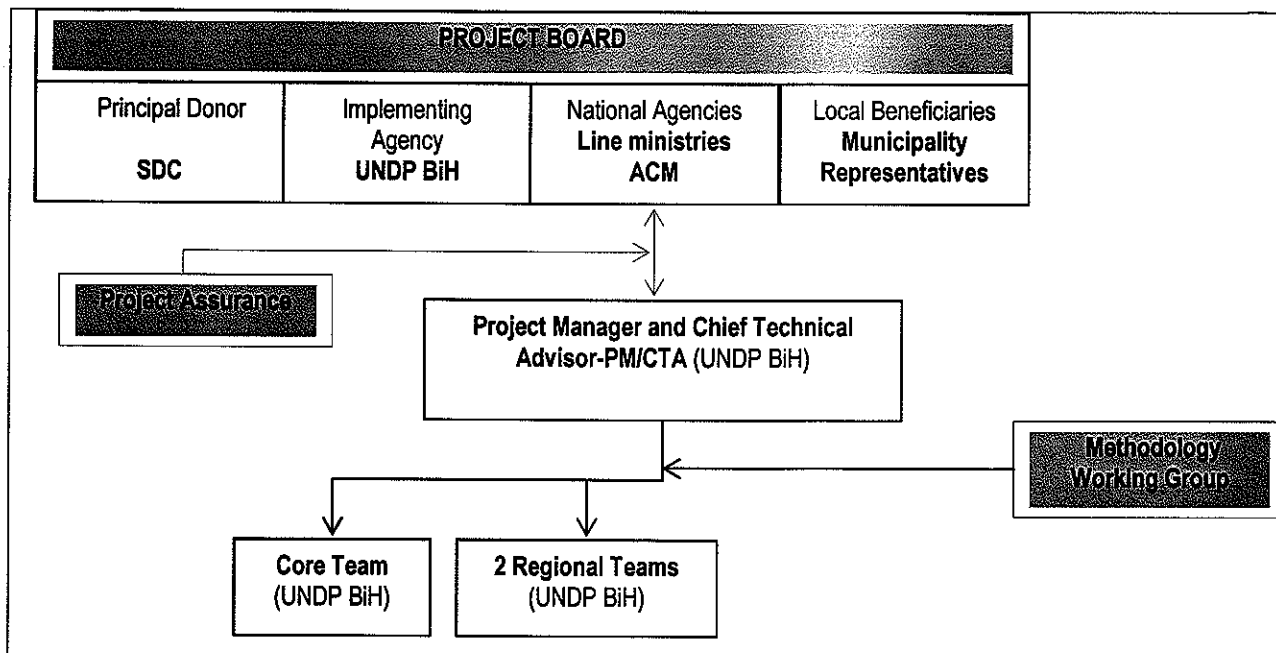 PROJECT BOARD
Principal Donor
SDC
Implementing
Agency
UNDP BiH
National Agencies
Line ministries
ACM
Local Beneficiaries
Municipality
Representatives
Project Assurance
Project Manager and Chief Technical
Advisor-PM/CTA (UNDP BiH)
Methodology
Working Group
Core Team
(UNDP BiH)
2 Regional Teams
(UNDP BiH)